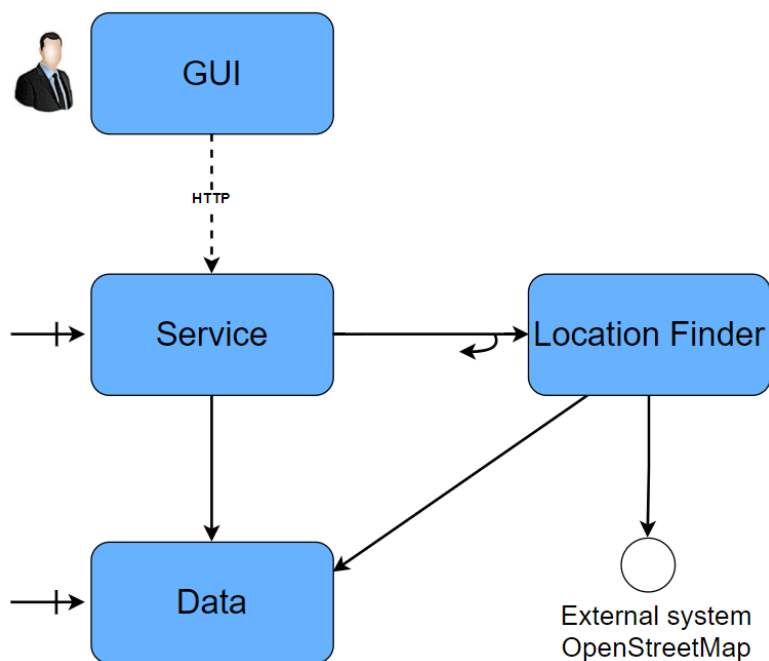 GUI
HTTP
Service
Location Finder
Data
External system
OpenStreetMap